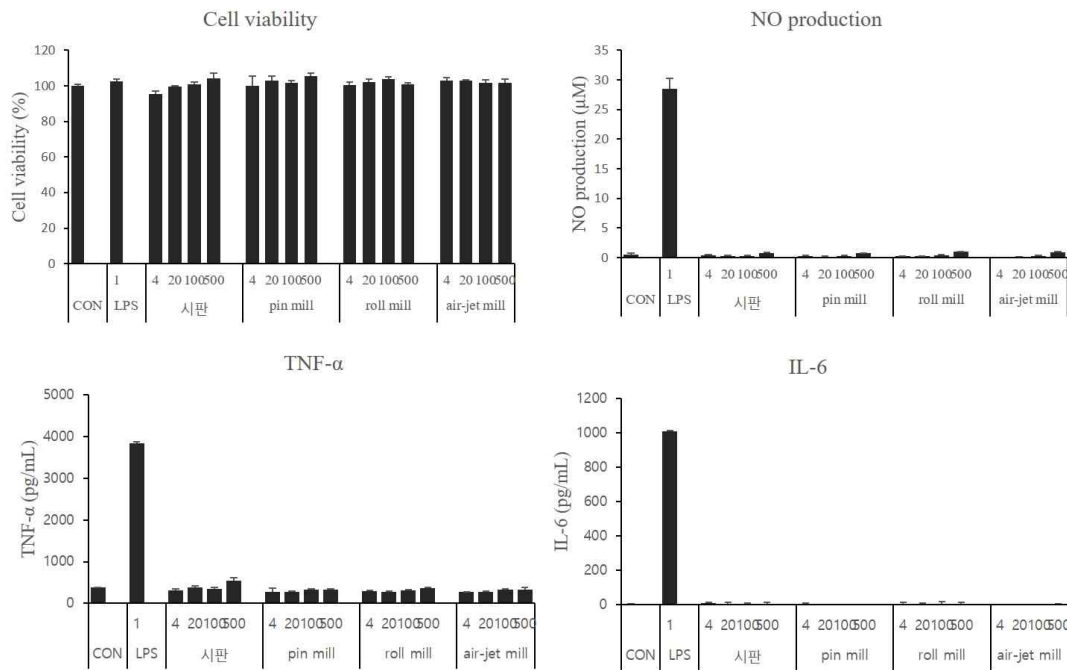 Cell viability
Cell viability (%)
120
100
80
60
40
20
0
4 20 100 500 4 20 100 500 4 20 100 500 4 20 100 500
1
CON LPS 시판 pin mill roll mill air-jet mill
NO production
NO production (μM)
35
30
25
20
15
10
5
0
1 4 20 100 500 4 20 100 500 4 20 100 500 4 20 100 500
CON LPS 시판 pin mill roll mill air-jet mill
TNF-α
TNF-α (pg/mL)
5000
4000
3000
2000
1000
0
1 4 20 100 500 4 20 100 500 4 20 100 500 4 20 100 500
CON LPS 시판 pin mill roll mill air-jet mill
IL-6
IL-6 (pg/mL)
1200
1000
800
600
400
200
0
1 4 20 100 500 4 20 100 500 4 20 100 500 4 20 100 500
CON LPS 시판 pin mill roll mill air-jet mill